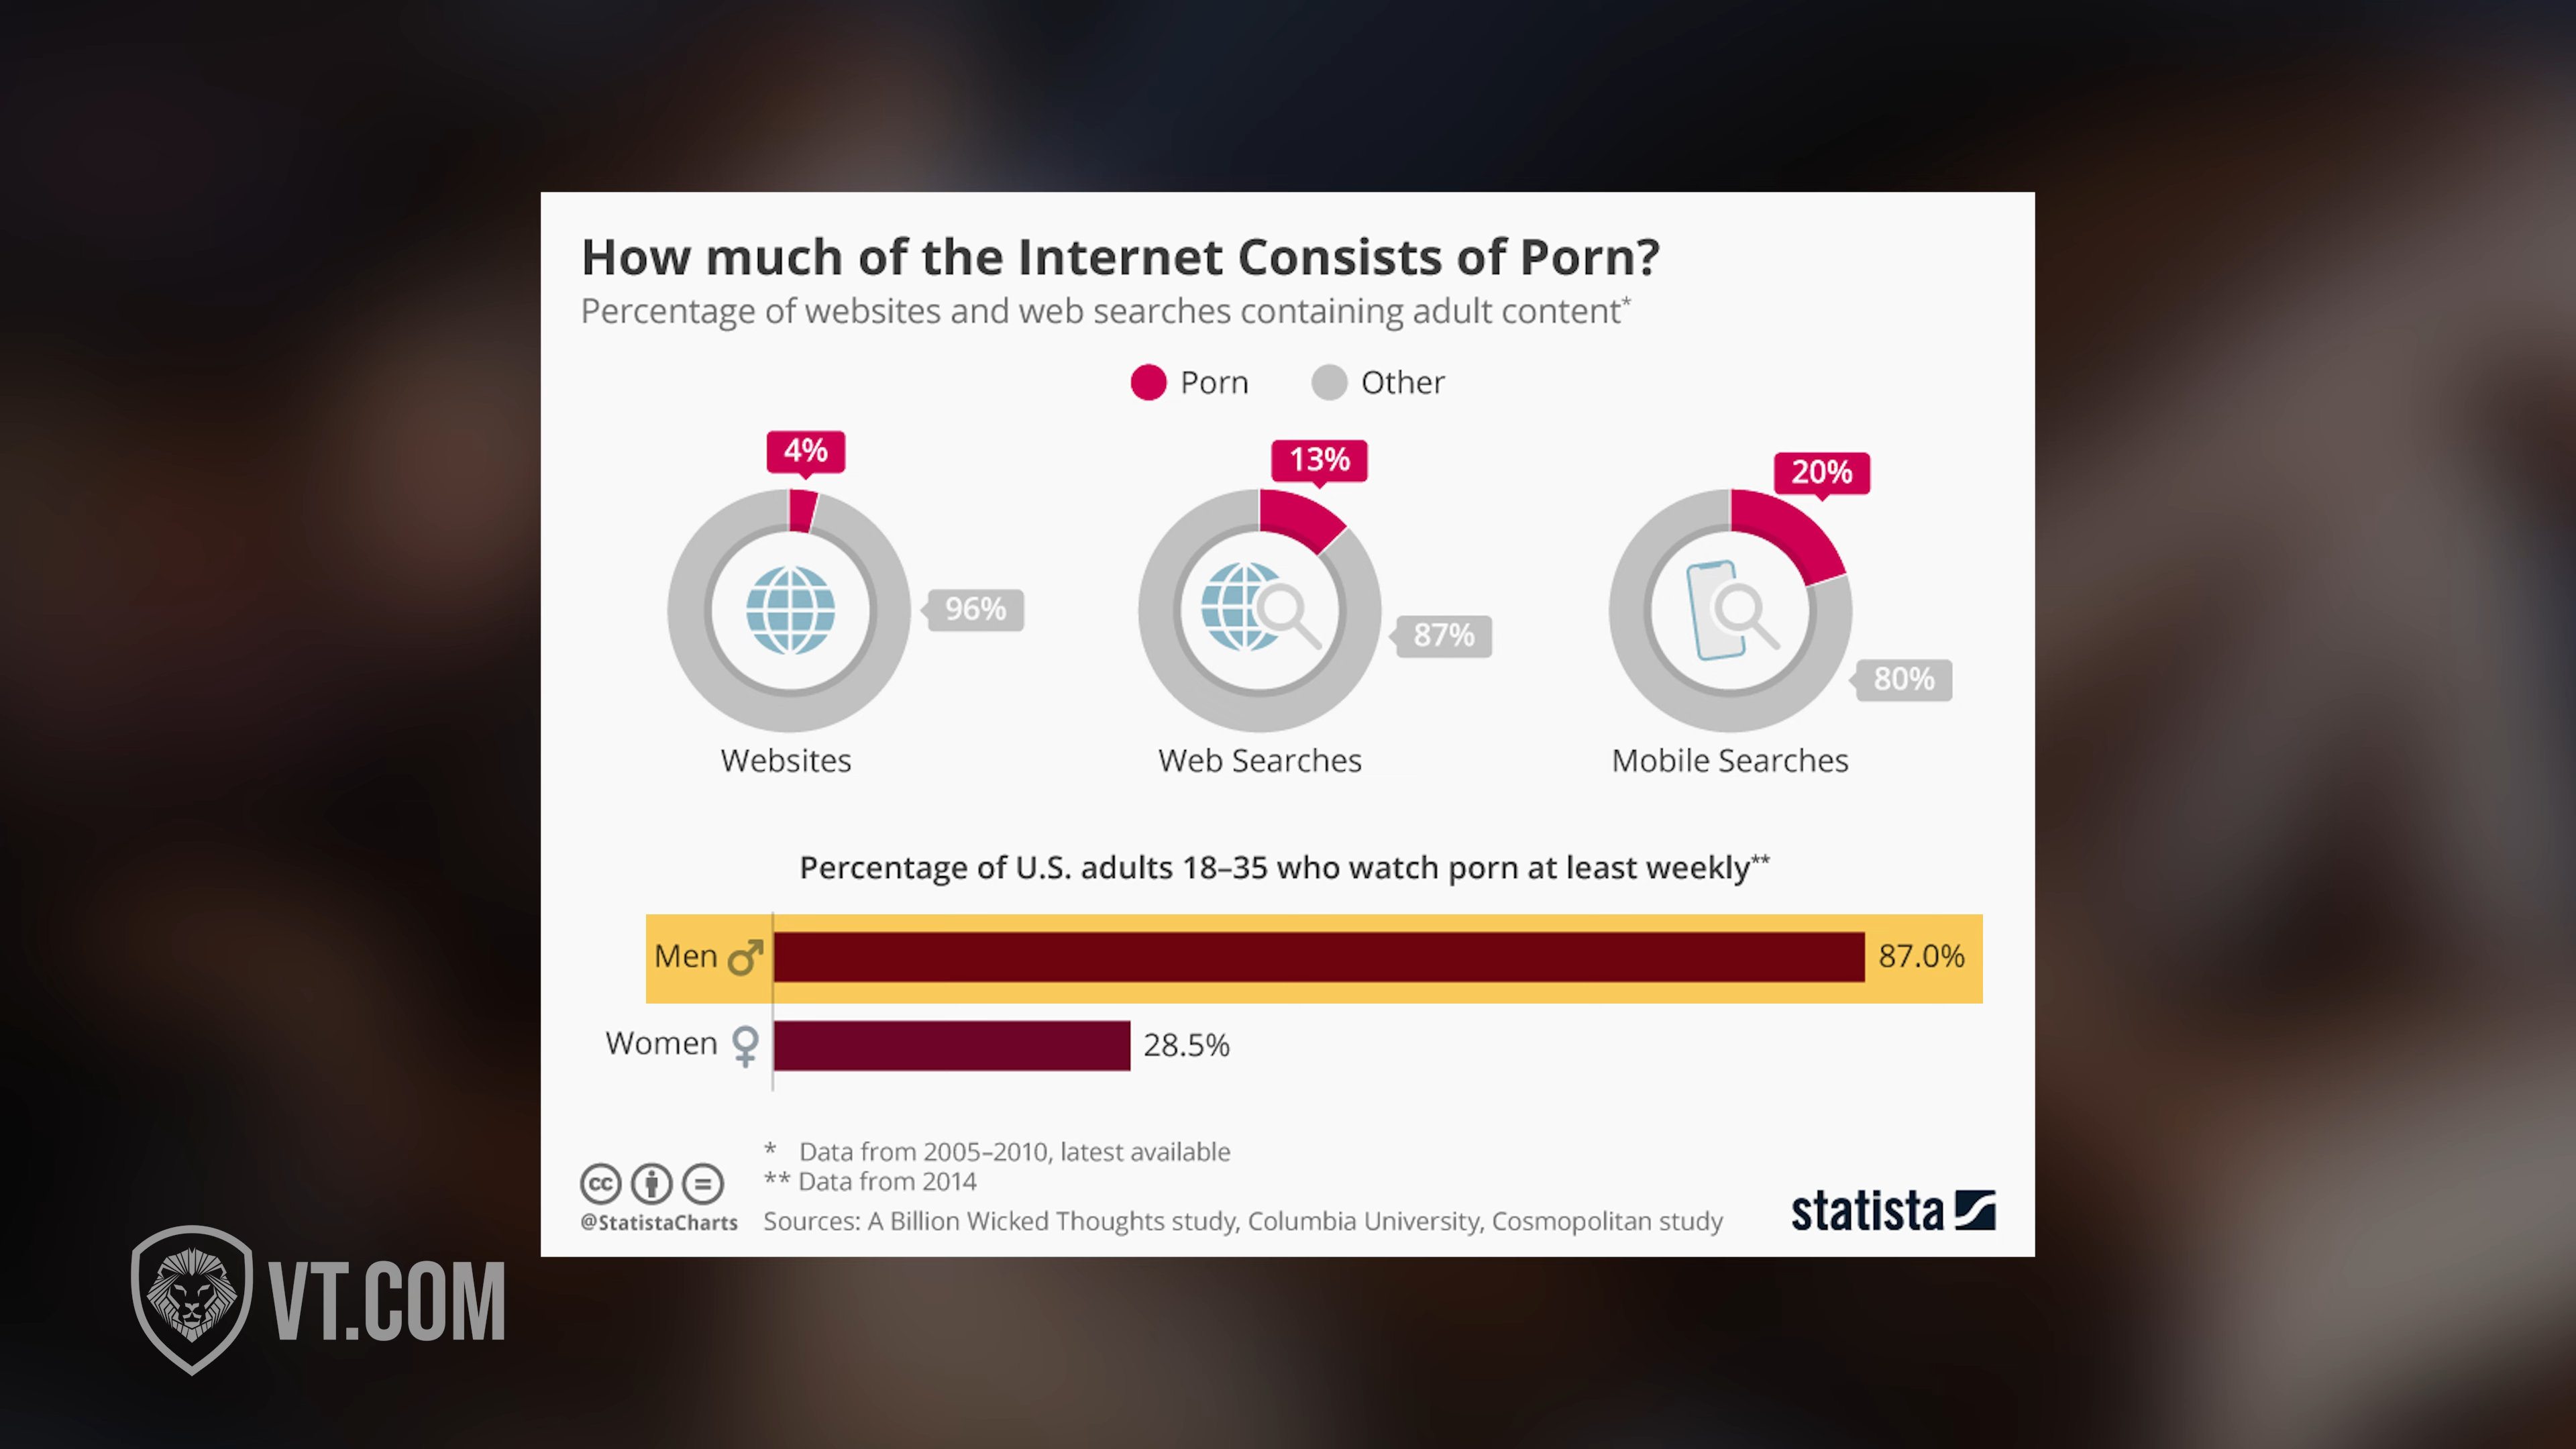 How much of the Internet Consists of Porn?
Percentage of websites and web searches containing adult content*
Porn Other
4% 13% 20%
96% 87% 80%
Websites Web Searches Mobile Searches
Percentage of U.S. adults 18–35 who watch porn at least weekly**
Men 87.0%
Women 28.5%
* Data from 2005–2010, latest available
** Data from 2014
cc
@StatistaCharts Sources: A Billion Wicked Thoughts study, Columbia University, Cosmopolitan study
statista
VT.COM